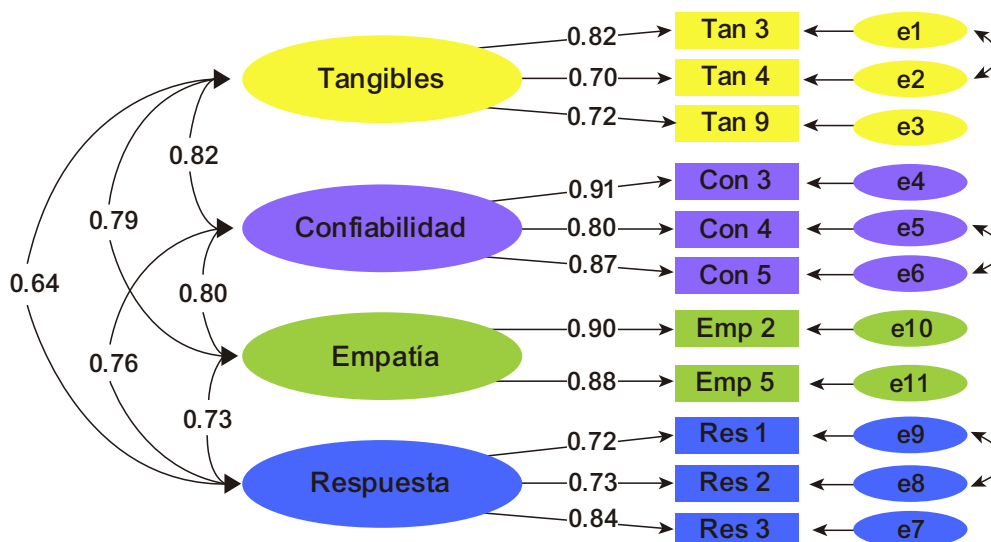 0.82 Tan 3 e1
Tangibles 0.70 Tan 4 e2
0.72 Tan 9 e3
0.82
0.91 Con 3 e4
0.79 Confiabilidad 0.80 Con 4 e5
0.87 Con 5 e6
0.64 0.80
0.90 Emp 2 e10
0.76 Empatía
0.88 Emp 5 e11
0.73
0.72 Res 1 e9
Respuesta 0.73 Res 2 e8
0.84 Res 3 e7